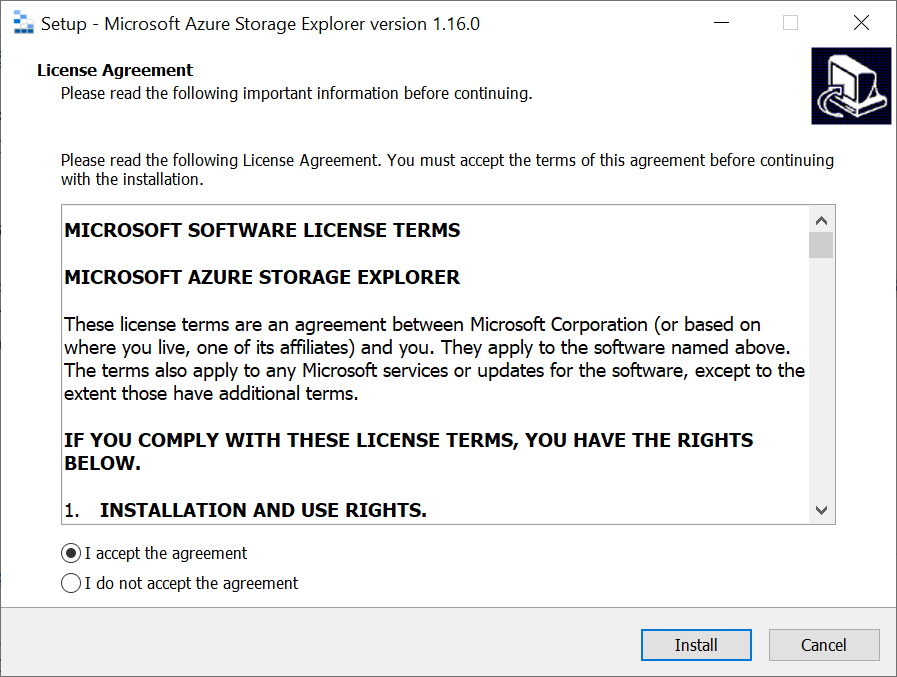 Setup - Microsoft Azure Storage Explorer version 1.16.0
License Agreement
Please read the following important information before continuing.
Please read the following License Agreement. You must accept the terms of this agreement before continuing
with the installation.
MICROSOFT SOFTWARE LICENSE TERMS
MICROSOFT AZURE STORAGE EXPLORER
These license terms are an agreement between Microsoft Corporation (or based on
where you live, one of its affiliates) and you. They apply to the software named above.
The terms also apply to any Microsoft services or updates for the software, except to the
extent those have additional terms.
IF YOU COMPLY WITH THESE LICENSE TERMS, YOU HAVE THE RIGHTS
BELOW.
1. INSTALLATION AND USE RIGHTS.
I accept the agreement
I do not accept the agreement
Install Cancel